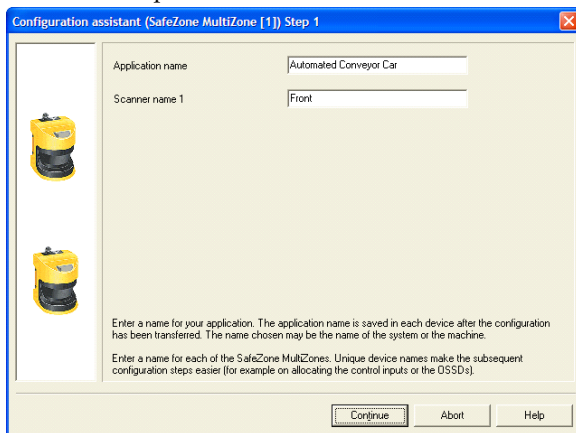 Configuration assistant (SafeZone MultiZone [1]) Step 1
Application name
Automated Conveyor Car
Scanner name 1
Front
Enter a name for your application. The application name is saved in each device after the configuration
has been transferred. The name chosen may be the name of the system or the machine.
Enter a name for each of the SafeZone MultiZones. Unique device names make the subsequent
configuration steps easier (for example on allocating the control inputs or the OSSDs).
Continue
Abort
Help